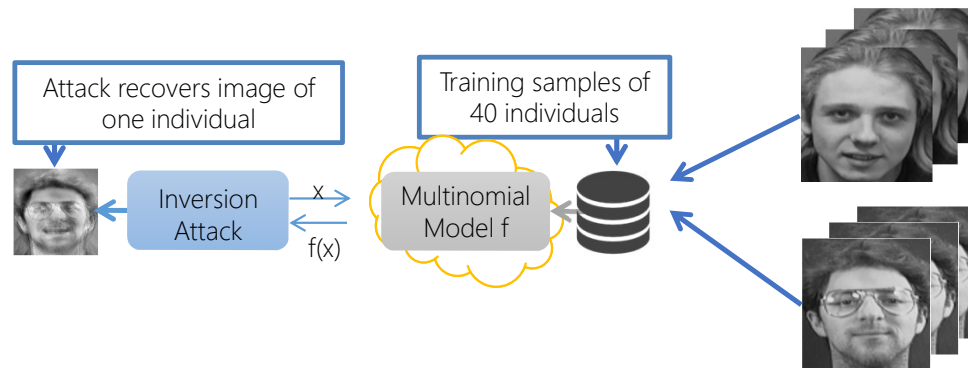 Attack recovers image of
one individual
Training samples of
40 individuals
Inversion
Attack
x
f(x)
Multinomial
Model f